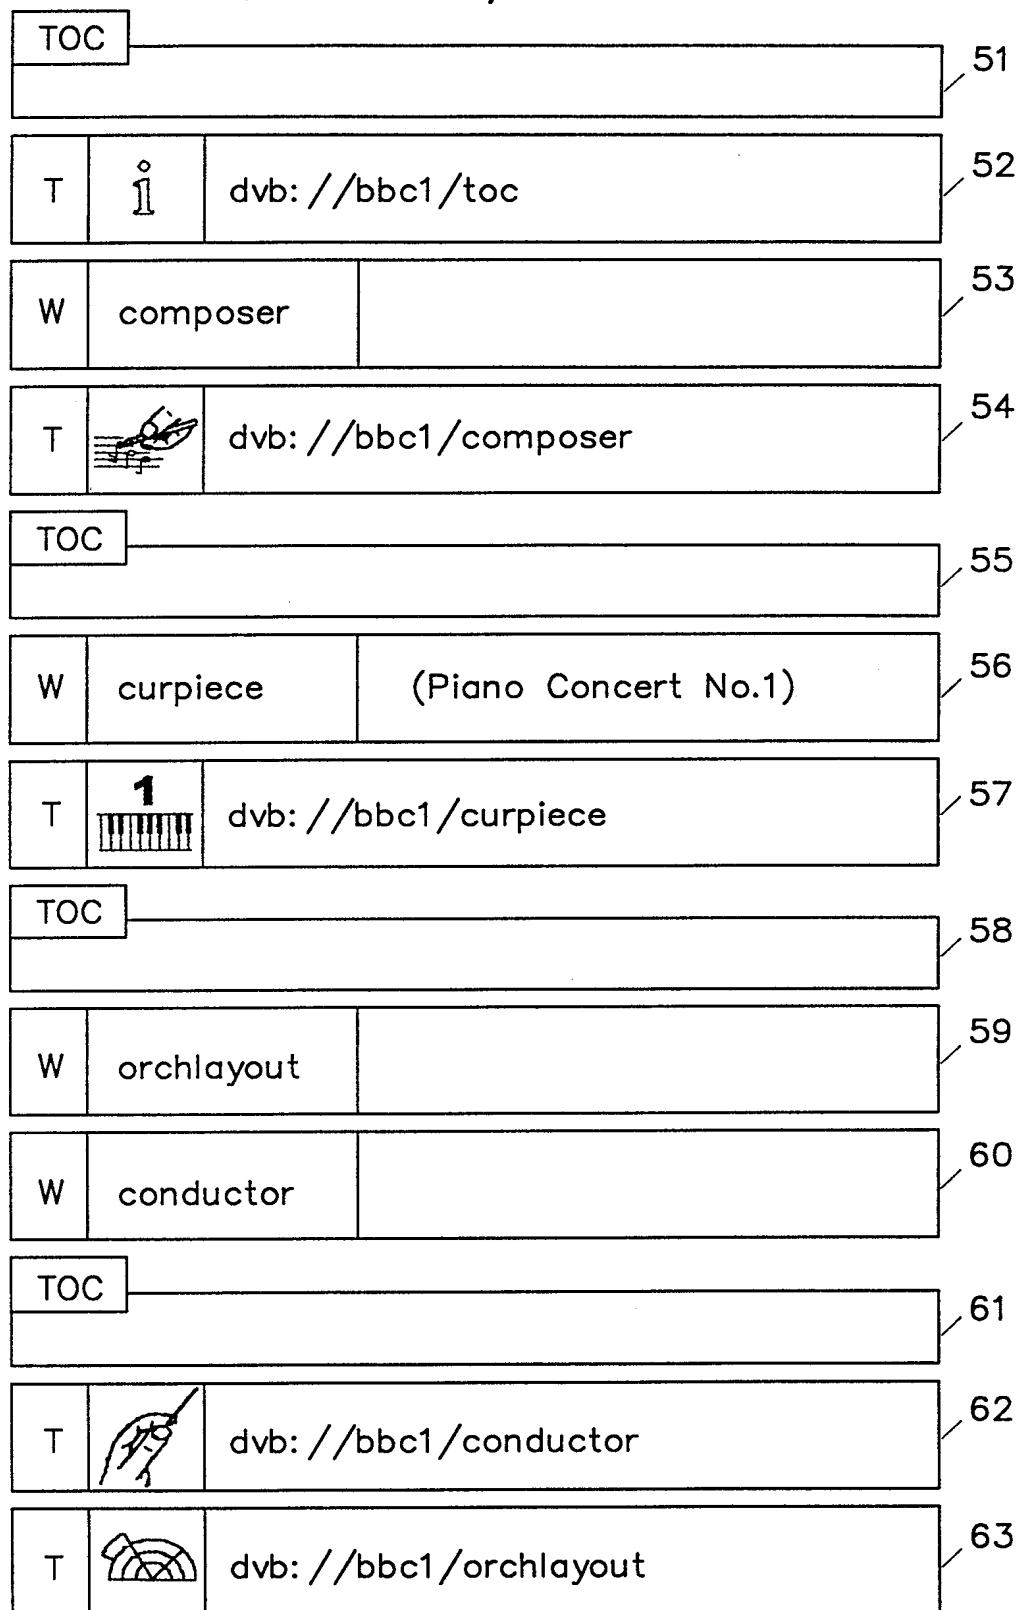 TOC
51
T i dvb://bbc1/toc 52
W composer 53
T dvb://bbc1/composer 54
TOC
55
W curpiece (Piano Concert No.1) 56
T 1 dvb://bbc1/curpiece 57
TOC
58
W orchlayout 59
W conductor 60
TOC
61
T dvb://bbc1/conductor 62
T dvb://bbc1/orchlayout 63